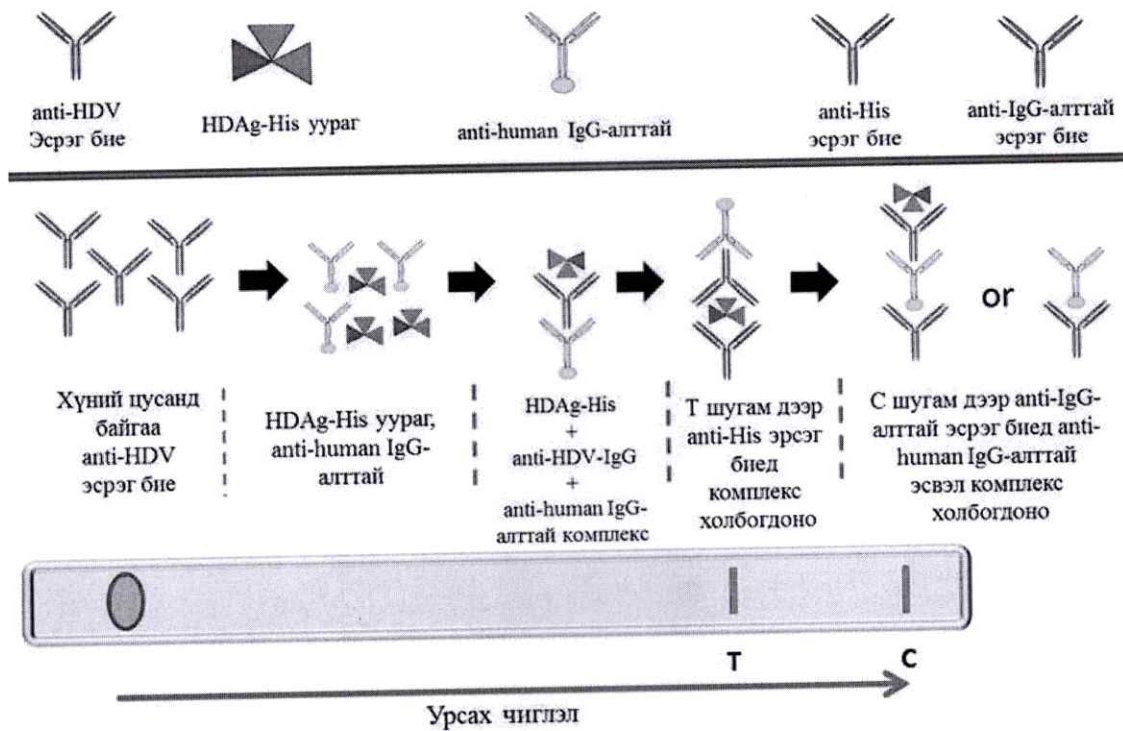 anti-HDV
Эсрэг бие
HDAg-His уураг
anti-human IgG-алттай
anti-His
эсрэг бие
anti-IgG-алттай
эсрэг бие
or
Хүний цусанд
байгаа
anti-HDV
эсрэг бие
HDAg-His уураг,
anti-human IgG-
алттай
HDAg-His
+
anti-HDV-IgG
+
anti-human IgG-
алттай комплекс
Т шугам дээр
anti-His эрсэг
биед
комплекс
холбогдоно
С шугам дээр anti-IgG-
алттай эсрэг биед anti-
human IgG-алттай
эсвэл комплекс
холбогдоно
T
C
Урсах чиглэл